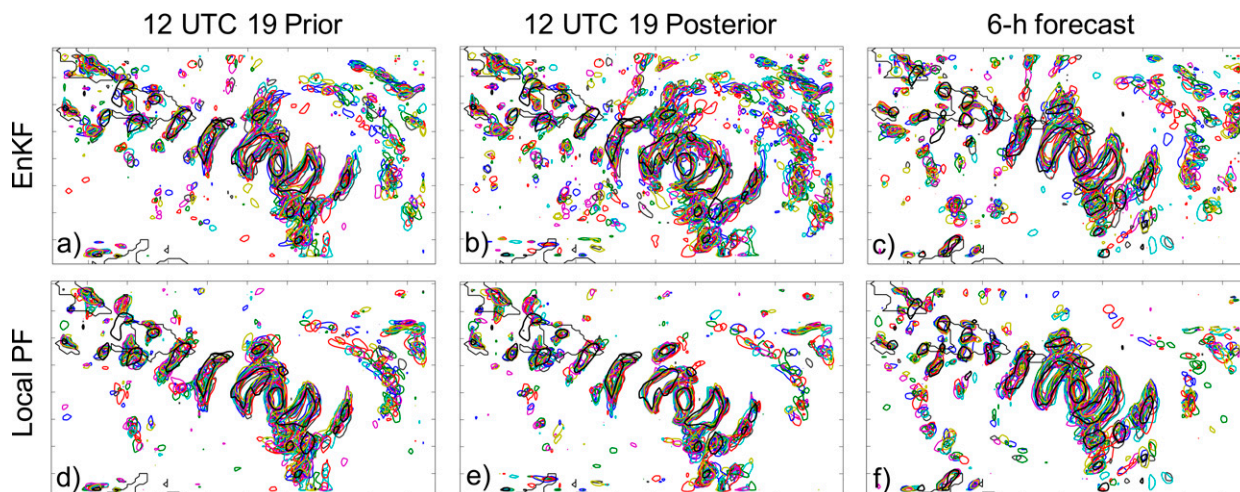 12 UTC 19 Prior
12 UTC 19 Posterior
6-h forecast
EnKF
a)
b)
c)
Local PF
d)
e)
f)